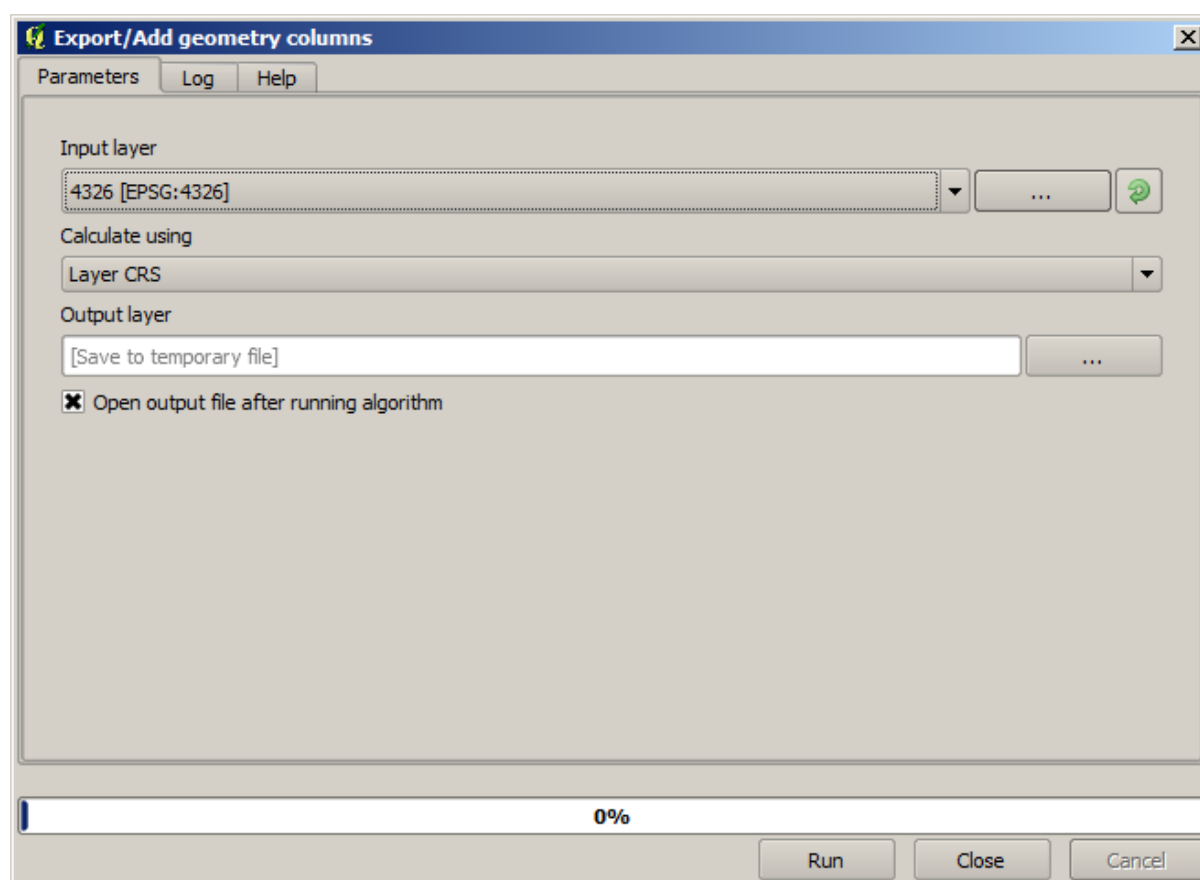 Export/Add geometry columns
Parameters Log Help
Input layer
4326 [EPSG:4326] ...
Calculate using
Layer CRS
Output layer
[Save to temporary file] ...
Open output file after running algorithm
0%
Run Close Cancel